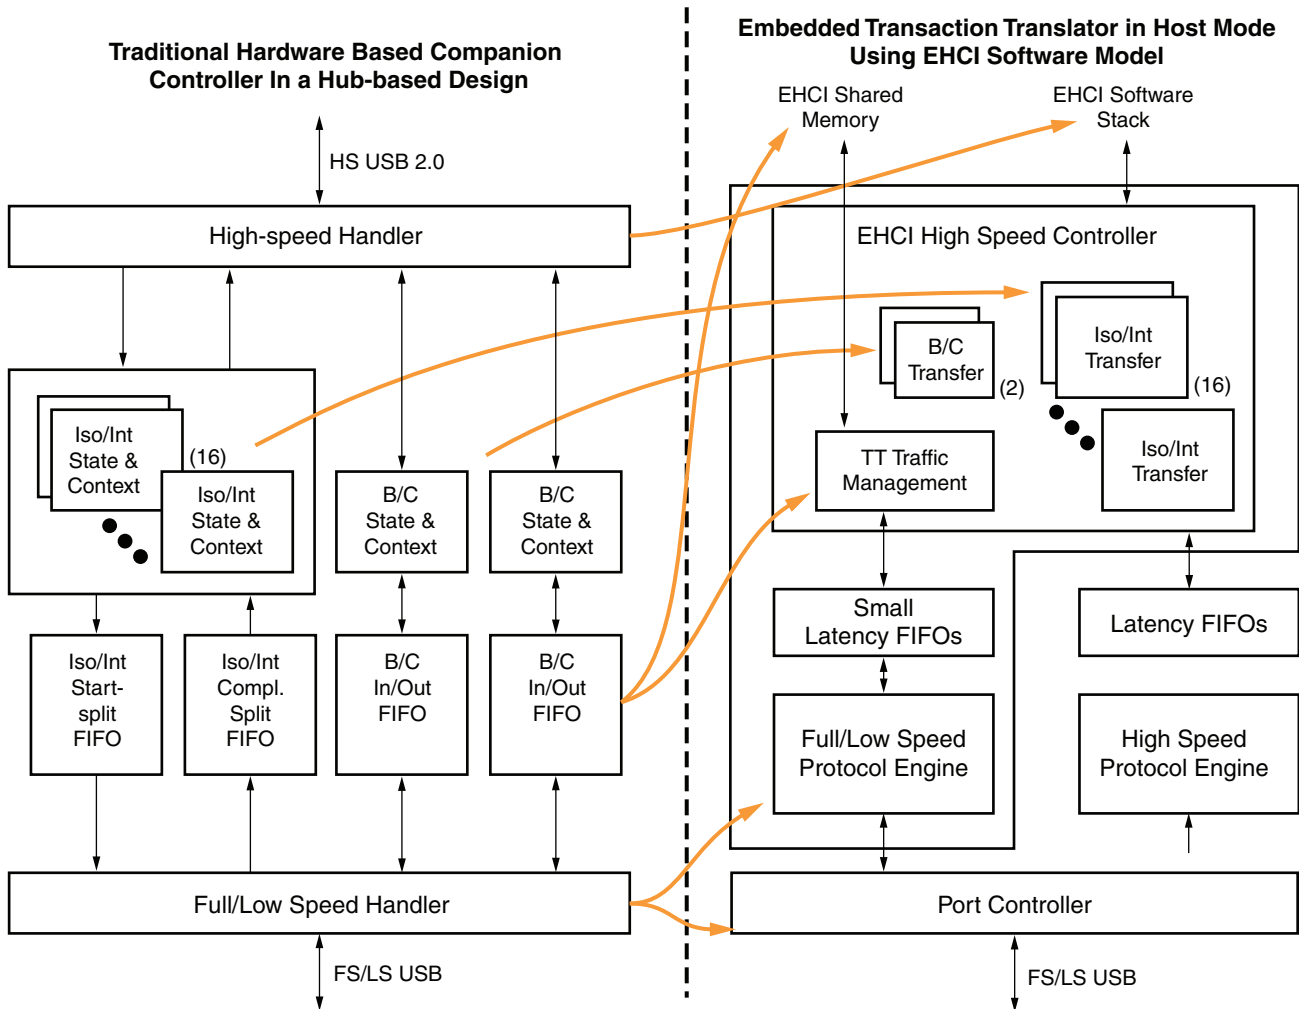 Traditional Hardware Based Companion
Controller In a Hub-based Design
HS USB 2.0
High-speed Handler
Iso/Int
State &
Context
(16)
Iso/Int
State &
Context
B/C
State &
Context
B/C
State &
Context
Iso/Int
Start-
split
FIFO
Iso/Int
Compl.
Split
FIFO
B/C
In/Out
FIFO
B/C
In/Out
FIFO
Full/Low Speed Handler
FS/LS USB
Embedded Transaction Translator in Host Mode
Using EHCI Software Model
EHCI Shared
Memory
EHCI Software
Stack
EHCI High Speed Controller
B/C
Transfer
(2)
Iso/Int
Transfer
(16)
Iso/Int
Transfer
TT Traffic
Management
Small
Latency FIFOs
Latency FIFOs
Full/Low Speed
Protocol Engine
High Speed
Protocol Engine
Port Controller
FS/LS USB